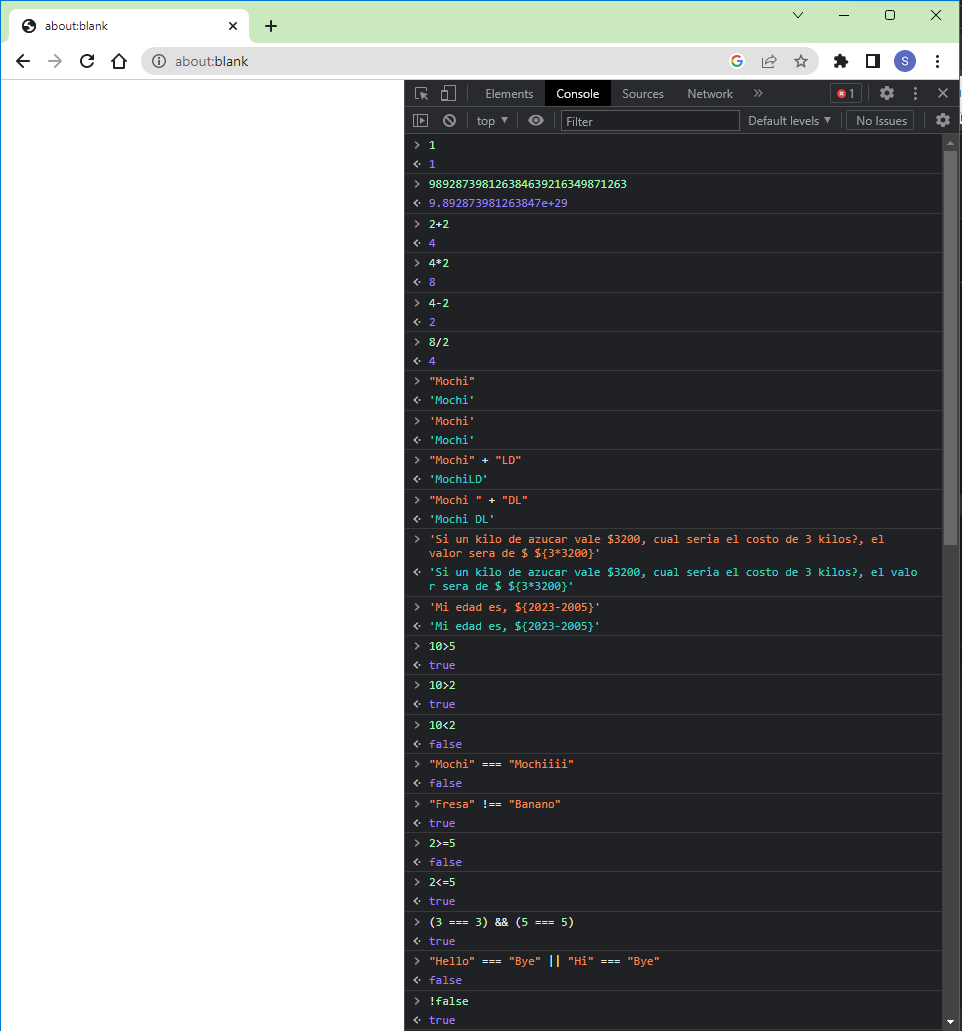 about:blank
about:blank
S
Elements Console Sources Network 1
top Filter Default levels No Issues
1
1
989287398126384639216349871263
9.892873981263847e+29
2+2
4
4*2
8
4-2
2
8/2
4
"Mochi"
'Mochi'
'Mochi'
'Mochi'
"Mochi" + "LD"
'MochiLD'
"Mochi " + "DL"
'Mochi DL'
'Si un kilo de azucar vale $3200, cual seria el costo de 3 kilos?, el
valor sera de $ ${3*3200}'
'Si un kilo de azucar vale $3200, cual seria el costo de 3 kilos?, el valo
r sera de $ ${3*3200}'
'Mi edad es, ${2023-2005}'
'Mi edad es, ${2023-2005}'
10>5
true
10>2
true
10<2
false
"Mochi" === "Mochiiii"
false
"Fresa" !== "Banano"
true
2>=5
false
2<=5
true
(3 === 3) && (5 === 5)
true
"Hello" === "Bye" || "Hi" === "Bye"
false
!false
true